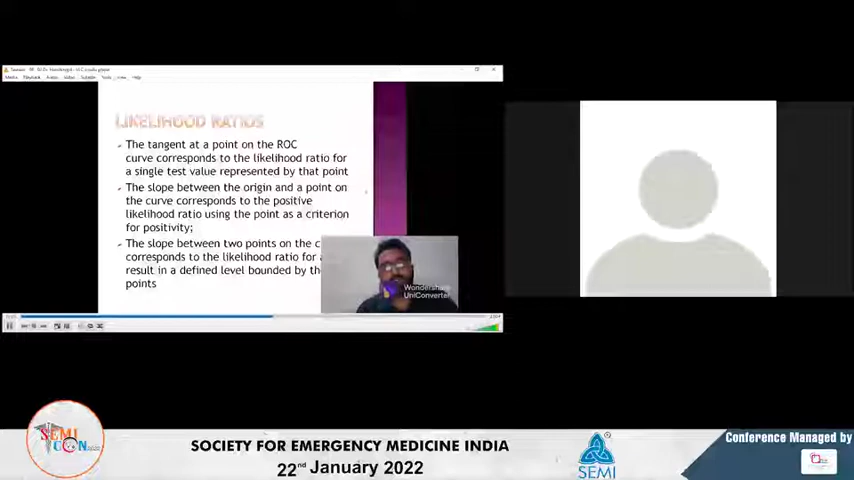 LIKELIHOOD RATIOS
The tangent at a point on the ROC
curve corresponds to the likelihood ratio for
a single test value represented by that point
The slope between the origin and a point on
the curve corresponds to the positive
likelihood ratio using the point as a criterion
for positivity;
The slope between two points on the c
corresponds to the likelihood ratio for a
result in a defined level bounded by the
points
Wondershare
UniConverter
SEMI
CON 2022
SOCIETY FOR EMERGENCY MEDICINE INDIA
22nd January 2022
SEMI
Conference Managed by